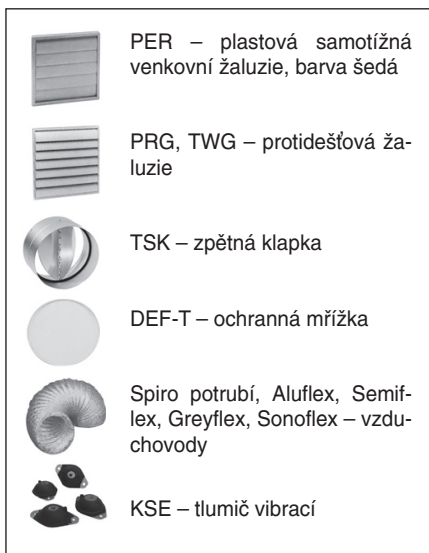 PER – plastová samotížná
venkovní žaluzie, barva šedá
PRG, TWG – protidešťová ža-
luzie
TSK – zpětná klapka
DEF-T – ochranná mřížka
Spiro potrubí, Aluflex, Semif-
lex, Greyflex, Sonoflex – vzdu-
chovody
KSE – tlumič vibrací